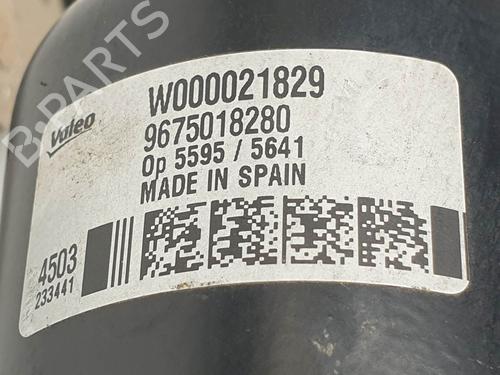 B-PARTS
Valeo
W000021829
9675018280
Op 5595 / 5641
MADE IN SPAIN
4503
233441